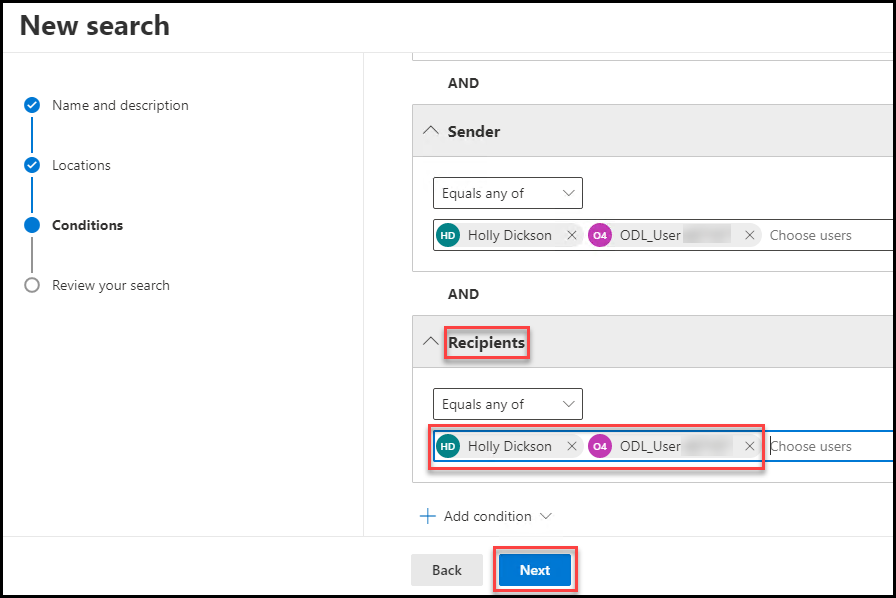 New search
Name and description
Locations
Conditions
Review your search
AND
Sender
Equals any of
HD Holly Dickson O4 ODL_User Choose users
AND
Recipients
Equals any of
HD Holly Dickson O4 ODL_User Choose users
Add condition
Back Next